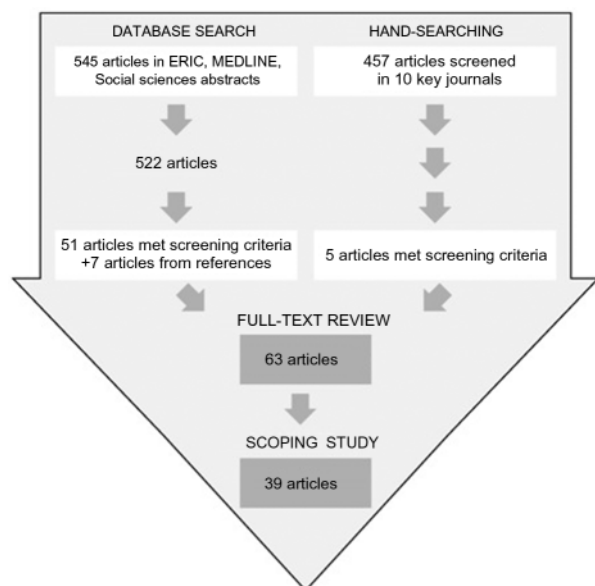 DATABASE SEARCH
545 articles in ERIC, MEDLINE,
Social sciences abstracts
522 articles
51 articles met screening criteria
+7 articles from references
HAND-SEARCHING
457 articles screened
in 10 key journals
5 articles met screening criteria
FULL-TEXT REVIEW
63 articles
SCOPING STUDY
39 articles